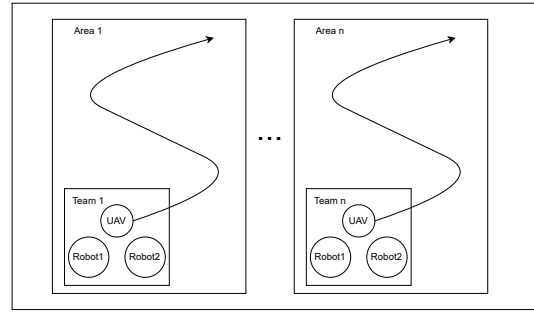 Area 1
Team 1
UAV
Robot1
Robot2
...
Area n
Team n
UAV
Robot1
Robot2